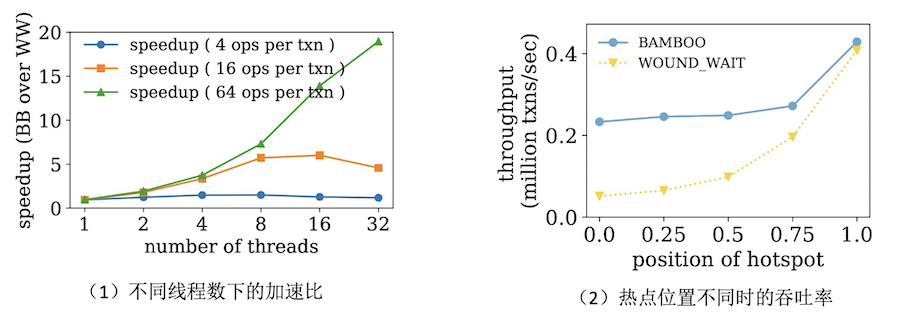 speedup (BB over WW)
20
15
10
5
0
speedup ( 4 ops per txn )
speedup ( 16 ops per txn )
speedup ( 64 ops per txn )
1 2 4 8 16 32
number of threads
（1）不同线程数下的加速比
throughput
(million txns/sec)
0.4
0.2
0.0
BAMBOO
WOUND_WAIT
0.0 0.25 0.5 0.75 1.0
position of hotspot
（2）热点位置不同时的吞吐率